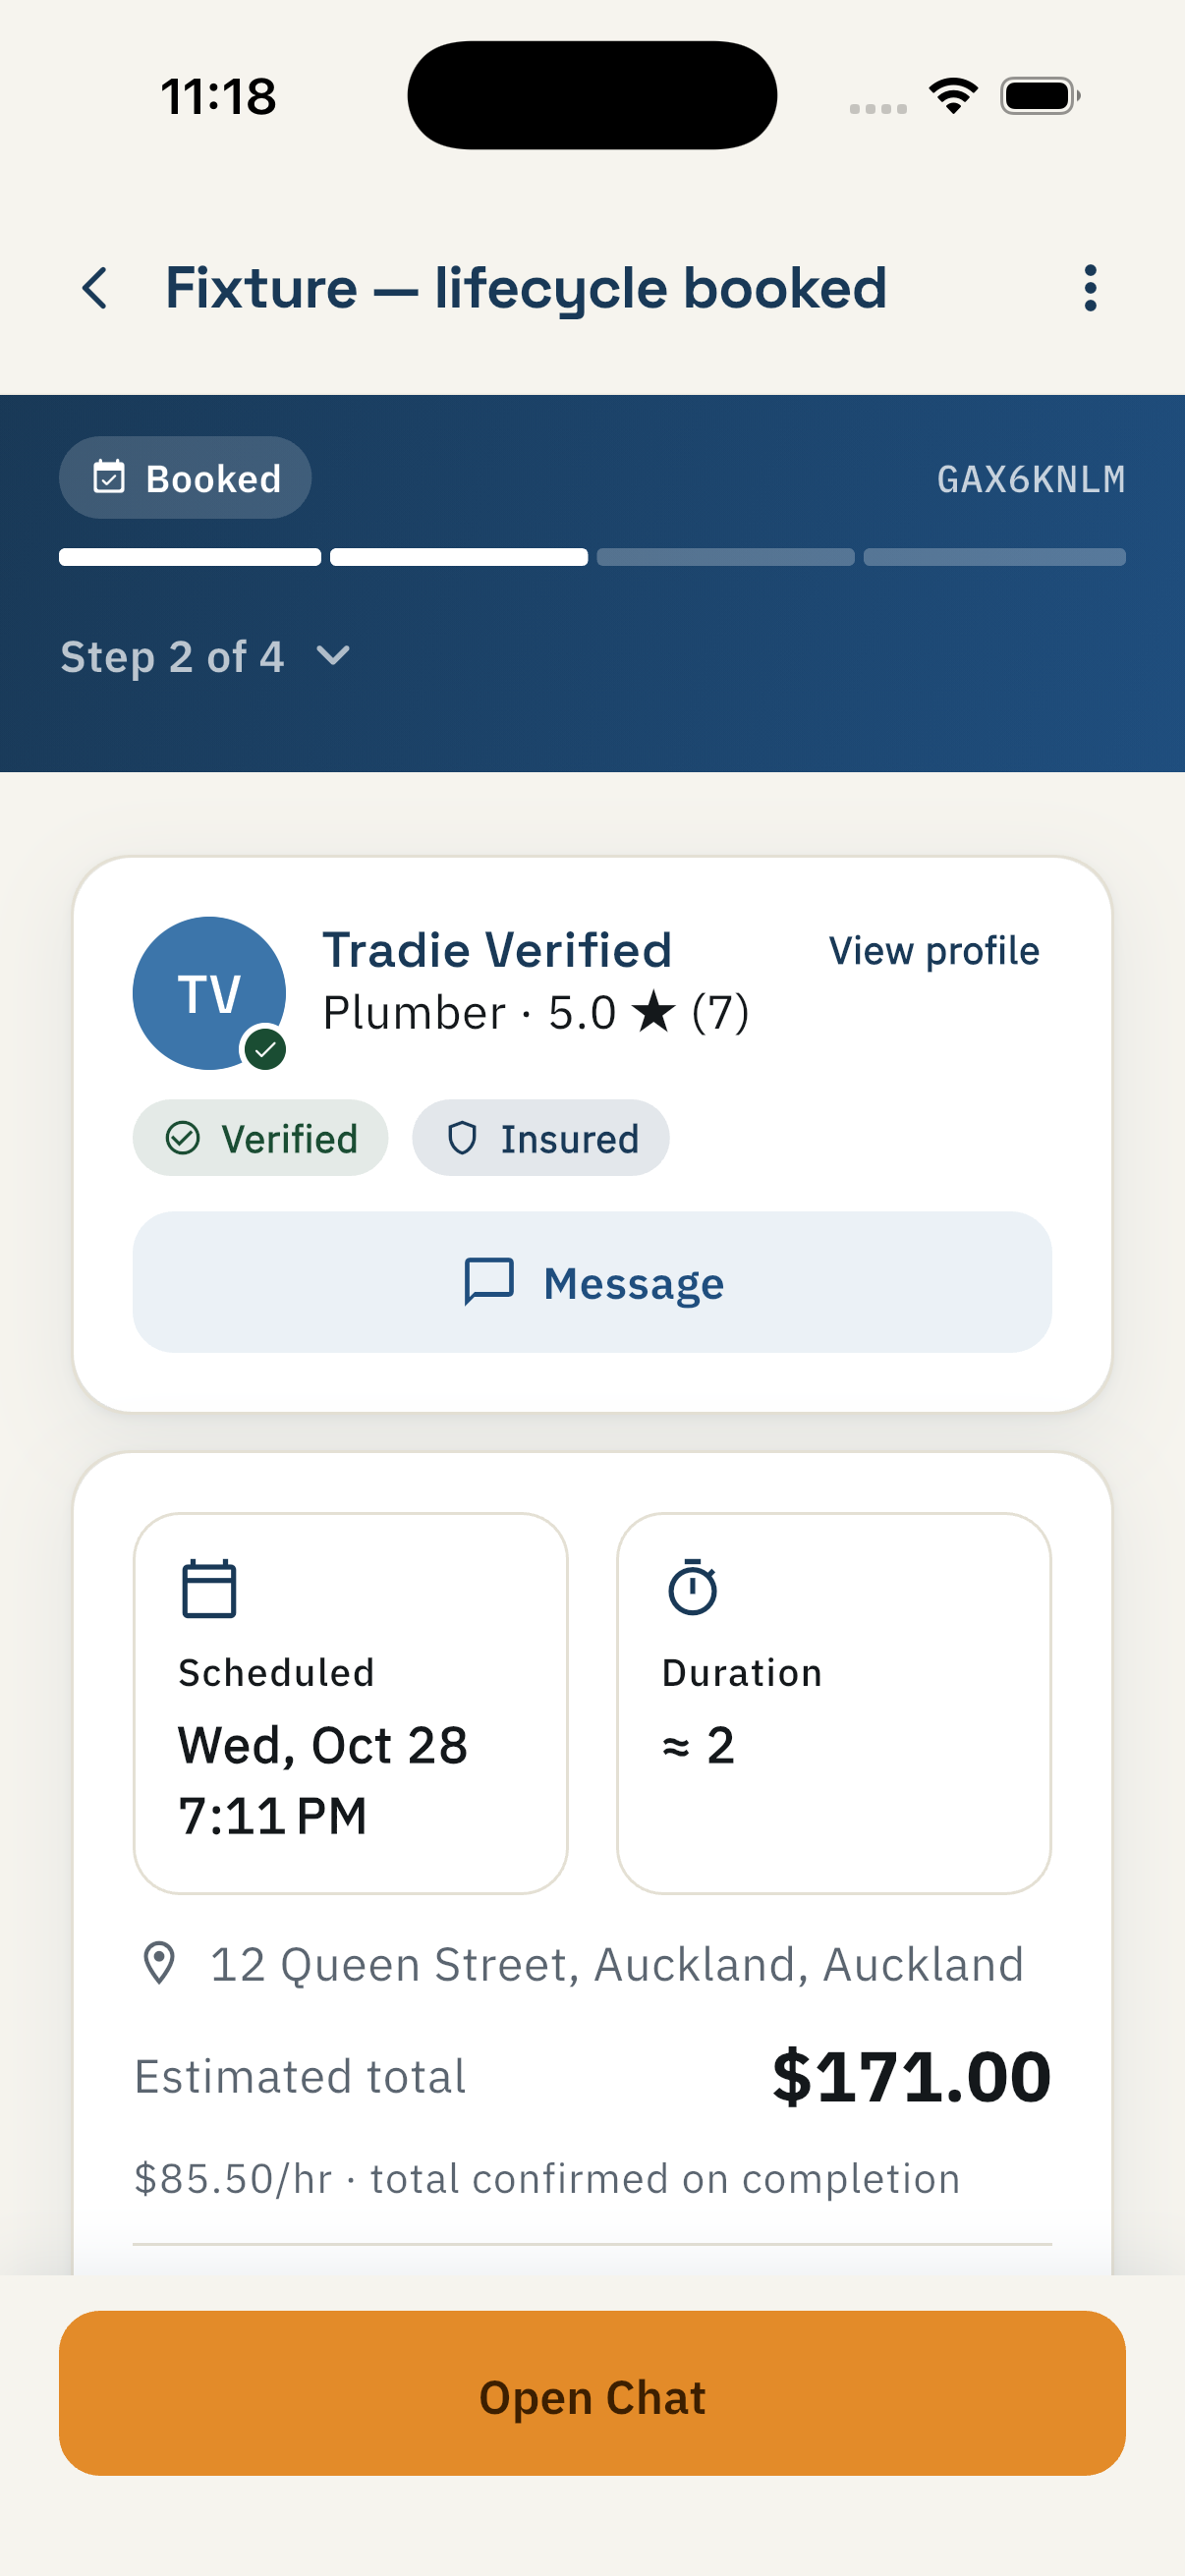 11:18
Fixture — lifecycle booked
Booked
GAX6KNLM
Step 2 of 4
TV
Tradie Verified
View profile
Plumber · 5.0 ★ (7)
Verified
Insured
Message
Scheduled
Wed, Oct 28
7:11 PM
Duration
≈ 2
12 Queen Street, Auckland, Auckland
Estimated total
$171.00
$85.50/hr · total confirmed on completion
Open Chat